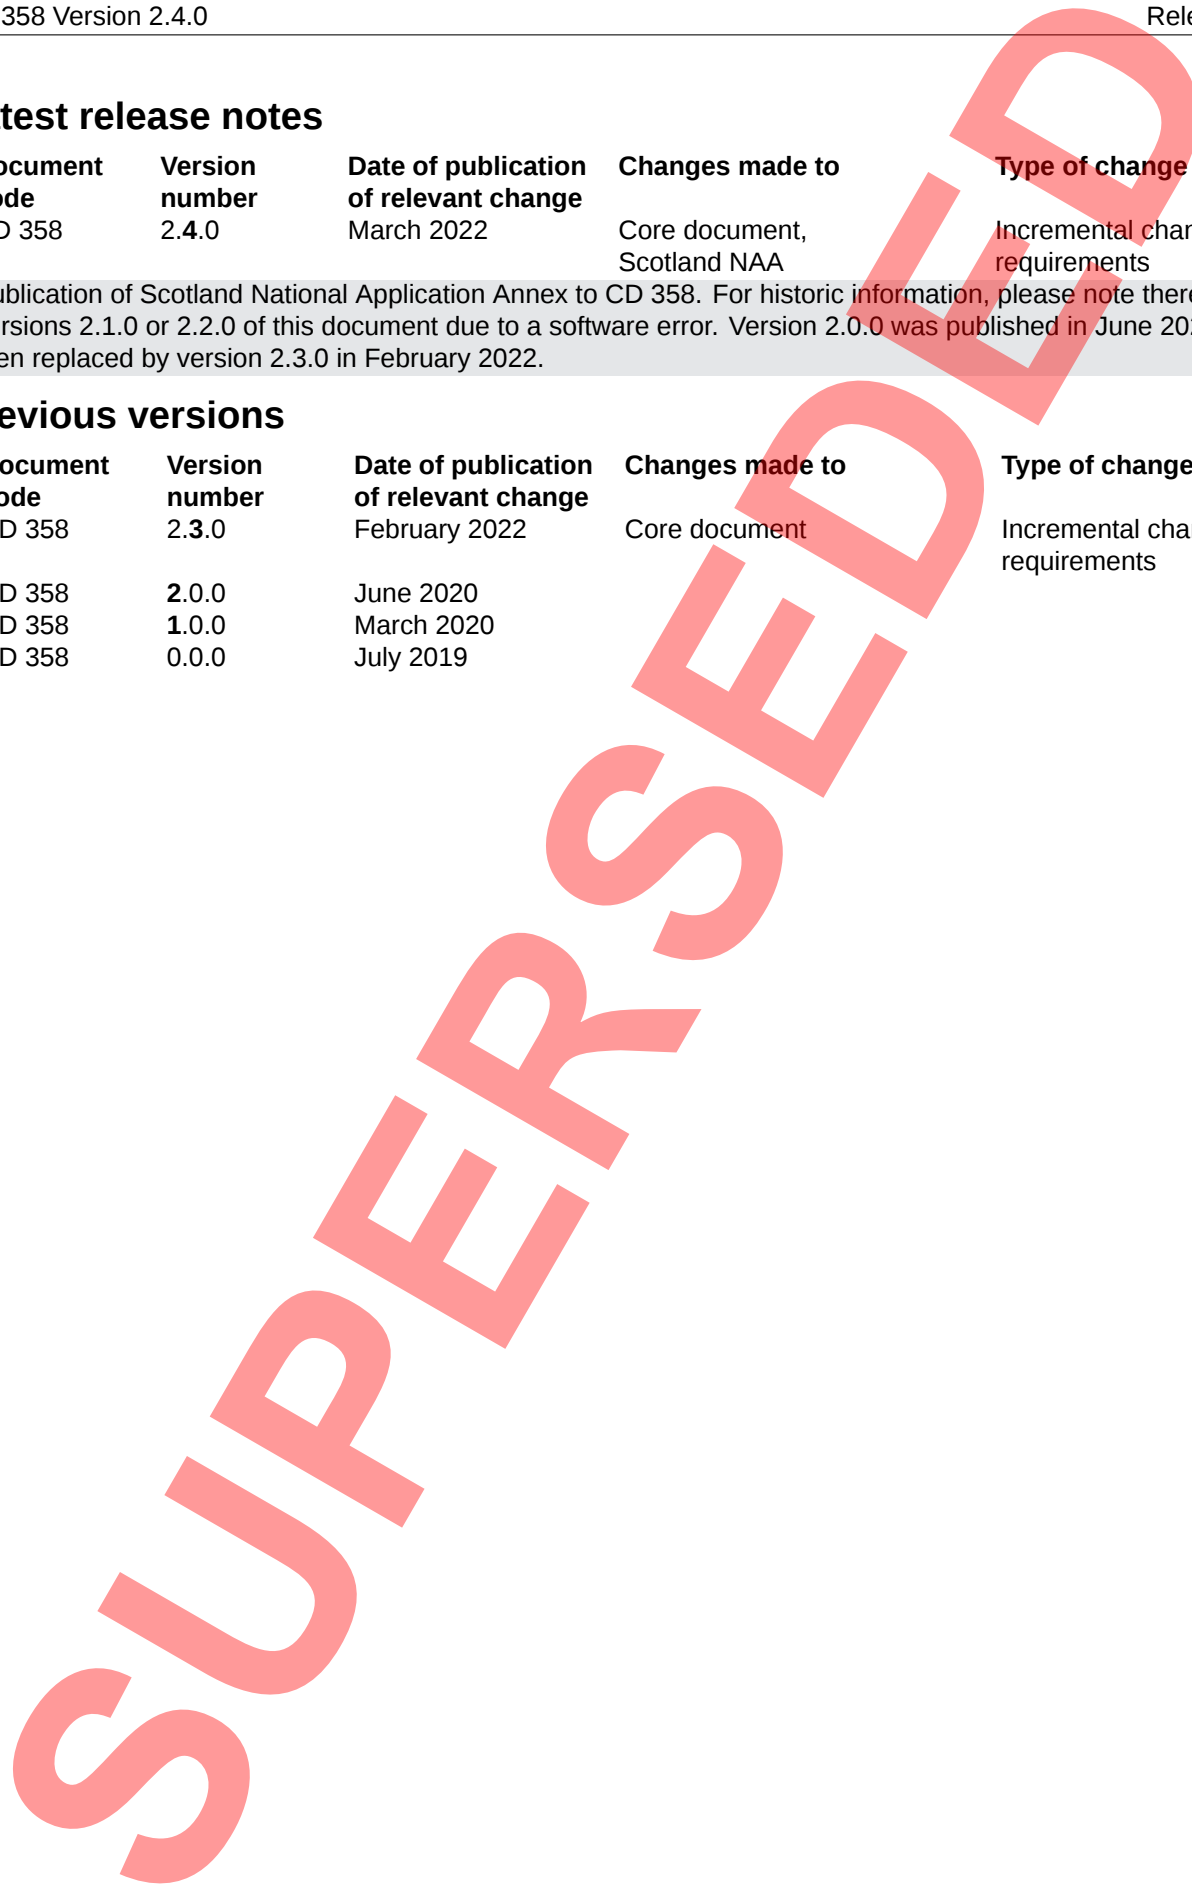 358 Version 2.4.0 Rele
test release notes
ocument Version Date of publication Changes made to Type of change
ode number of relevant change
D 358 2.4.0 March 2022 Core document, Incremental chan
Scotland NAA requirements
ublication of Scotland National Application Annex to CD 358. For historic information, please note there
rsions 2.1.0 or 2.2.0 of this document due to a software error. Version 2.0.0 was published in June 202
en replaced by version 2.3.0 in February 2022.
evious versions
ocument Version Date of publication Changes made to Type of change
ode number of relevant change
D 358 2.3.0 February 2022 Core document Incremental chan
requirements
D 358 2.0.0 June 2020
D 358 1.0.0 March 2020
D 358 0.0.0 July 2019
SUPERSEDED